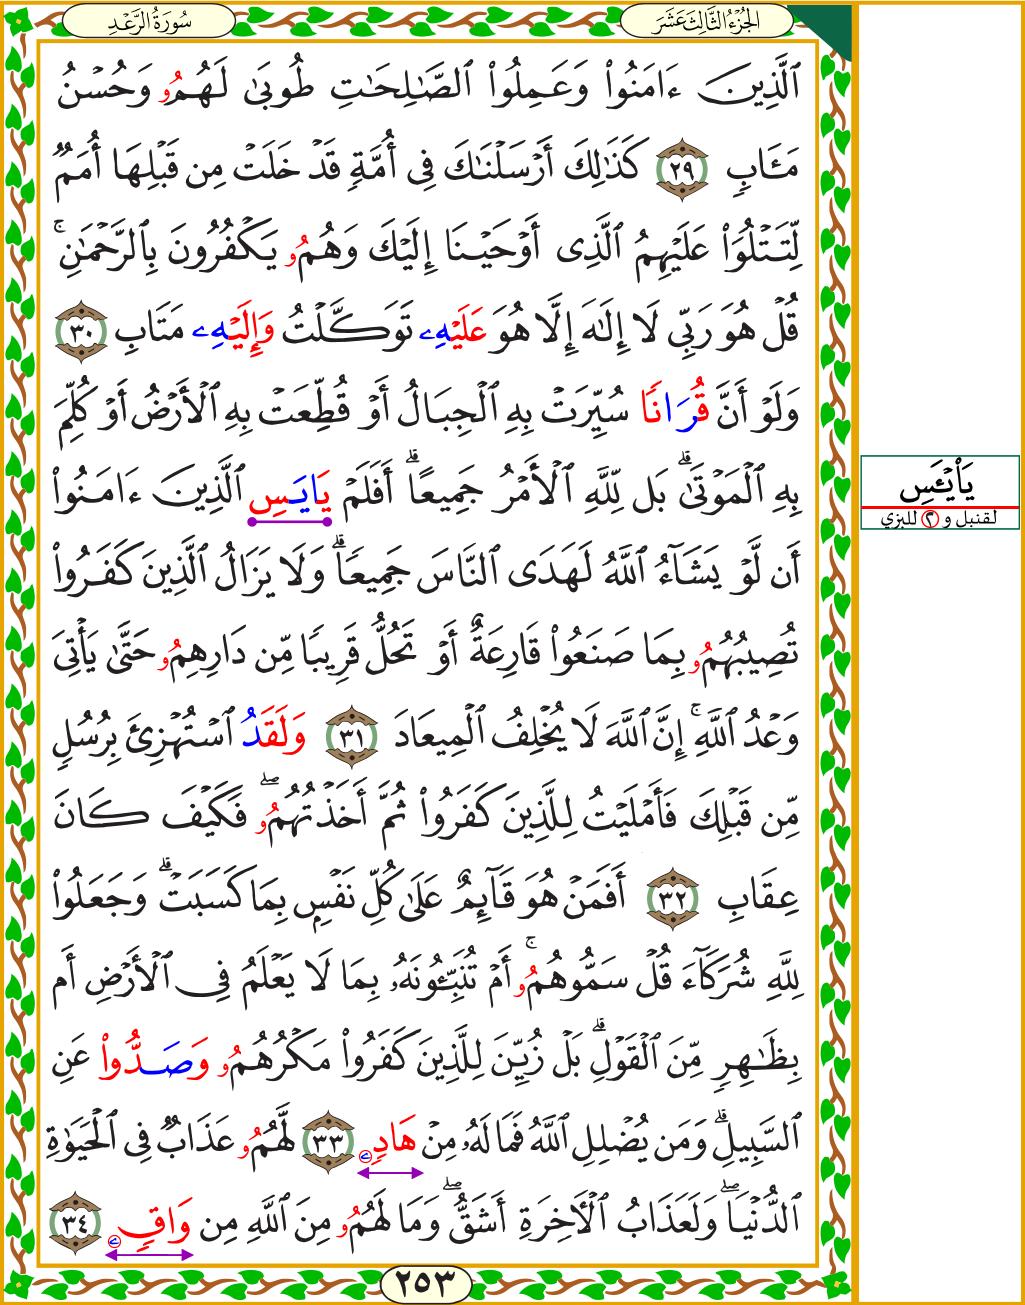 الجُزْءُ الثَّالِثَ عَشَرَ
سُورَةُ الرَّعْدِ
ٱلَّذِينَ ءَامَنُوا۟ وَعَمِلُوا۟ ٱلصَّـٰلِحَـٰتِ طُوبَىٰ لَهُمُۥ وَحُسْنُ
مَـَٔابٍ ٢٩ كَذَٰلِكَ أَرْسَلْنَـٰكَ فِىٓ أُمَّةٍ قَدْ خَلَتْ مِن قَبْلِهَا أُمَمٌ
لِّتَتْلُوَا۟ عَلَيْهِمُ ٱلَّذِى أَوْحَيْنَا إِلَيْكَ وَهُمُۥ يَكْفُرُونَ بِٱلرَّحْمَـٰنِ ۚ
قُلْ هُوَ رَبِّى لَا إِلَـٰهَ إِلَّا هُوَ عَلَيْهِۦ تَوَكَّلْتُ وَإِلَيْهِۦ مَتَابِ ٣٠
وَلَوْ أَنَّ قُرَانًا سُيِّرَتْ بِهِ ٱلْجِبَالُ أَوْ قُطِّعَتْ بِهِ ٱلْأَرْضُ أَوْ كُلِّمَ
بِهِ ٱلْمَوْتَىٰ ۗ بَل لِّلَّهِ ٱلْأَمْرُ جَمِيعًا ۗ أَفَلَمْ يَايَسِ ٱلَّذِينَ ءَامَنُوا۟
أَن لَّوْ يَشَآءُ ٱللَّهُ لَهَدَى ٱلنَّاسَ جَمِيعًا ۗ وَلَا يَزَالُ ٱلَّذِينَ كَفَرُوا۟
تُصِيبُهُمُۥ بِمَا صَنَعُوا۟ قَارِعَةٌ أَوْ تَحُلُّ قَرِيبًا مِّن دَارِهِمُۥ حَتَّىٰ يَأْتِىَ
وَعْدُ ٱللَّهِ ۚ إِنَّ ٱللَّهَ لَا يُخْلِفُ ٱلْمِيعَادَ ٣١ وَلَقَدُ ٱسْتُهْزِئَ بِرُسُلٍ
مِّن قَبْلِكَ فَأَمْلَيْتُ لِلَّذِينَ كَفَرُوا۟ ثُمَّ أَخَذْتُهُمُۥ ۖ فَكَيْفَ كَانَ
عِقَابِ ٣٢ أَفَمَنْ هُوَ قَآئِمٌ عَلَىٰ كُلِّ نَفْسٍ بِمَا كَسَبَتْ ۗ وَجَعَلُوا۟
لِلَّهِ شُرَكَآءَ قُلْ سَمُّوهُمُۥ ۚ أَمْ تُنَبِّـُٔونَهُۥ بِمَا لَا يَعْلَمُ فِى ٱلْأَرْضِ أَم
بِظَـٰهِرٍ مِّنَ ٱلْقَوْلِ ۗ بَلْ زُيِّنَ لِلَّذِينَ كَفَرُوا۟ مَكْرُهُمُۥ وَصَدُّوا۟ عَنِ
ٱلسَّبِيلِ ۗ وَمَن يُضْلِلِ ٱللَّهُ فَمَا لَهُۥ مِنْ هَادٍۦ ٣٣ لَّهُمُۥ عَذَابٌ فِى ٱلْحَيَوٰةِ
ٱلدُّنْيَا ۖ وَلَعَذَابُ ٱلْأَخِرَةِ أَشَقُّ ۖ وَمَا لَهُمُۥ مِنَ ٱللَّهِ مِن وَاقٍۦ ٣٤
٢٥٣
يَاْيْـَٔسِ
لقنبل و ٢ للبزي